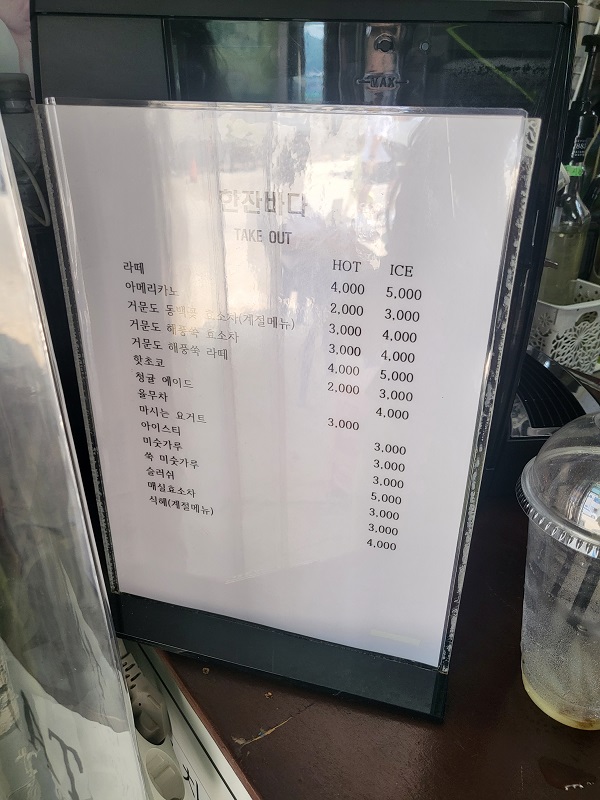 MAX
한잔바다
TAKE OUT
HOT ICE
라떼 4,000 5,000
아메리카노 2,000 3,000
거문도 효소차(계절메뉴) 3,000 4,000
거문도 해풍쑥 효소차 3,000 4,000
거문도 해풍쑥 라떼 4,000 5,000
핫초코 2,000 3,000
청귤 에이드 4,000
율무차 3,000
마시는 요거트 3,000
아이스티 3,000
미숫가루 3,000
쑥 미숫가루 5,000
슬러쉬 3,000
매실효소차 3,000
식혜(계절메뉴) 4,000